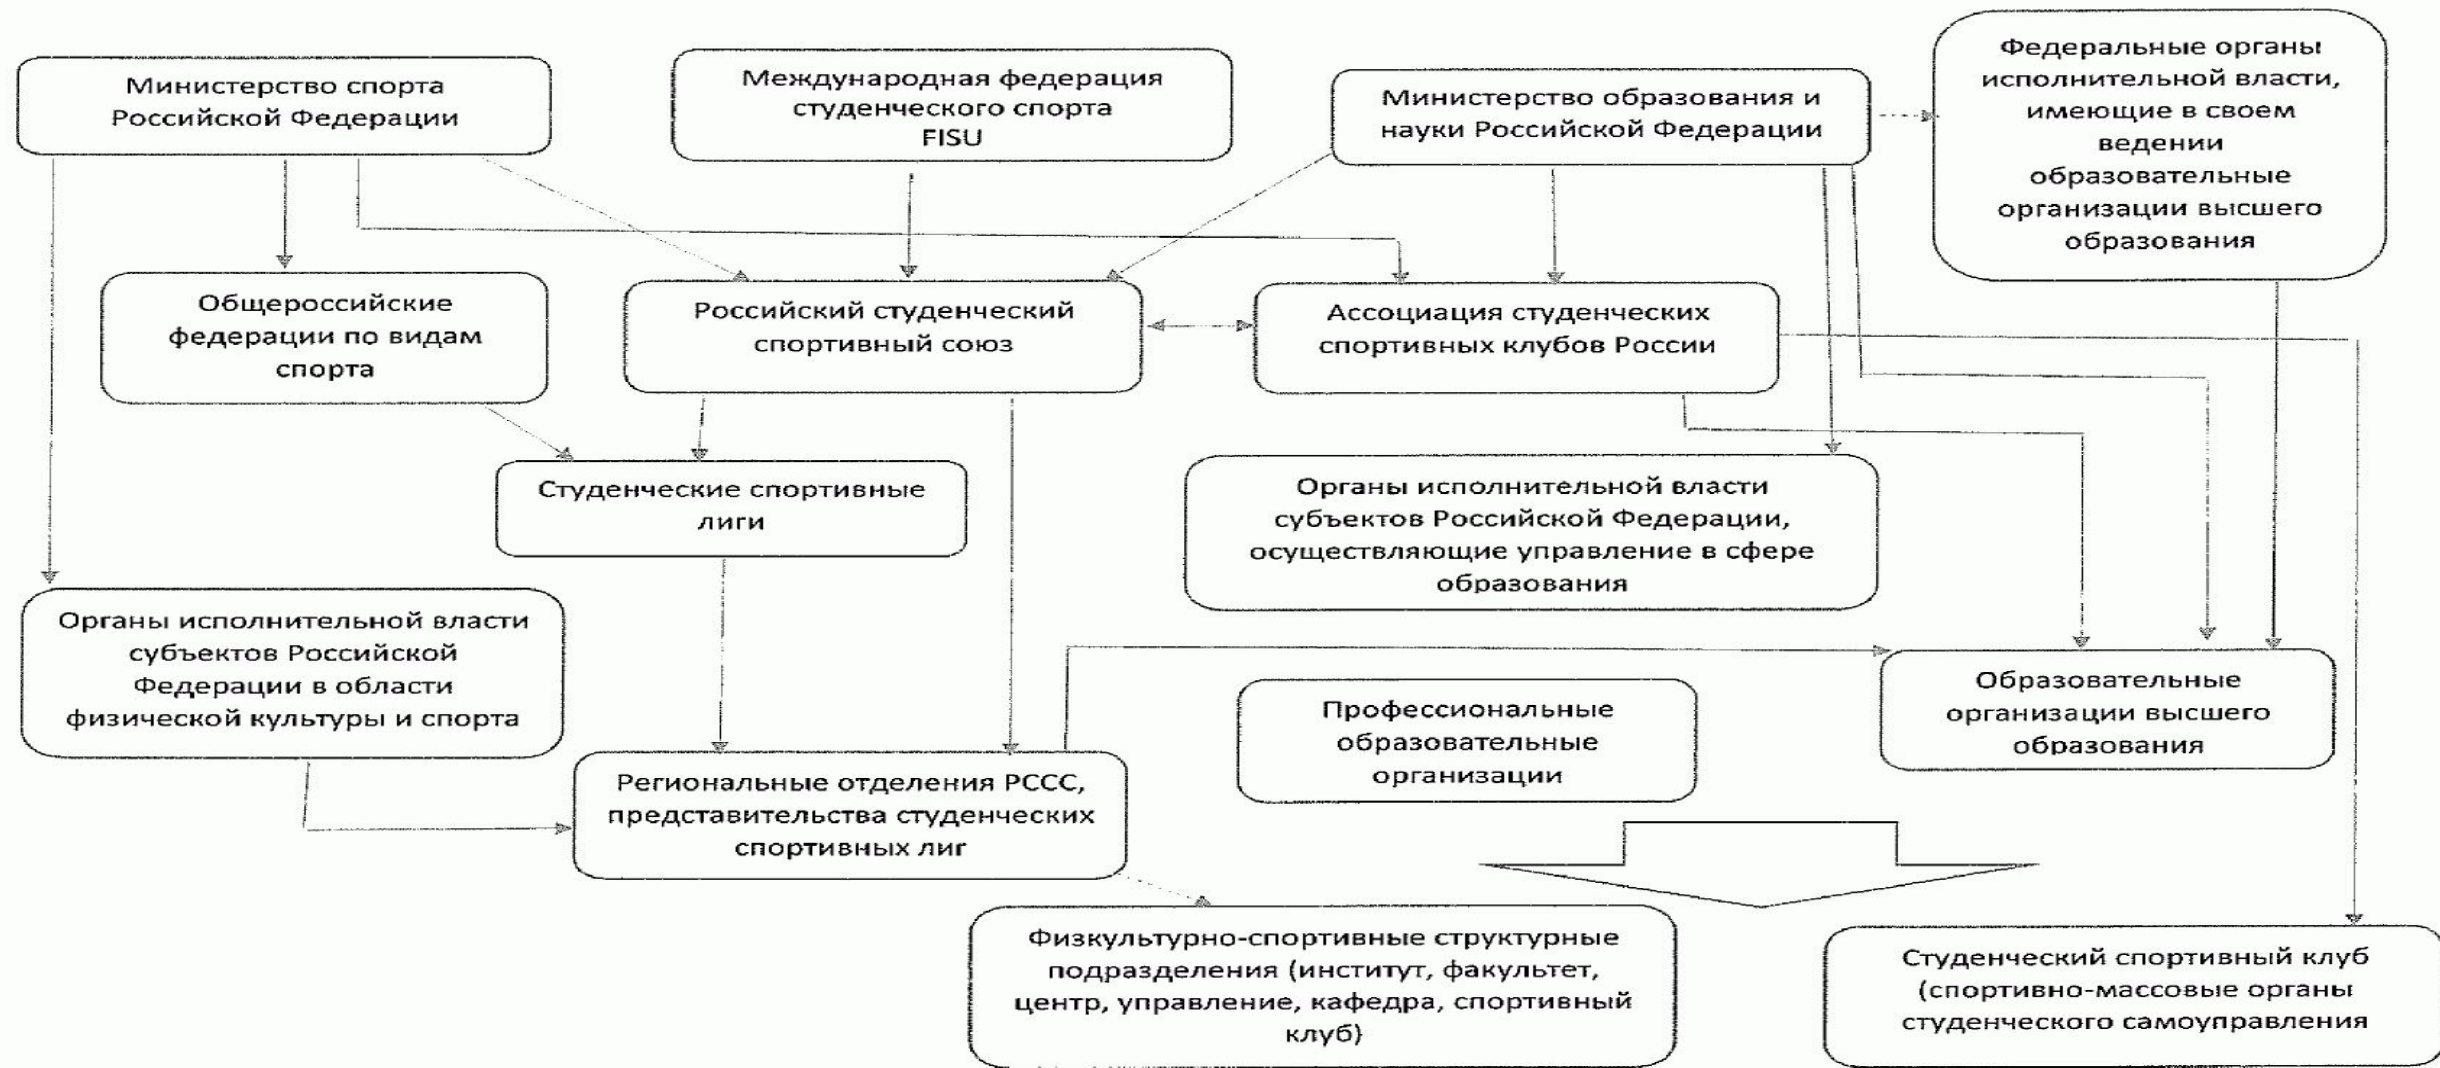 Министерство спорта
Российской Федерации
Международная федерация
студенческого спорта
FISU
Министерство образования и
науки Российской Федерации
Федеральные органы
исполнительной власти,
имеющие в своем
ведении
образовательные
организации высшего
образования
Общероссийские
федерации по видам
спорта
Российский студенческий
спортивный союз
Ассоциация студенческих
спортивных клубов России
Студенческие спортивные
лиги
Органы исполнительной власти
субъектов Российской Федерации,
осуществляющие управление в сфере
образования
Органы исполнительной власти
субъектов Российской
Федерации в области
физической культуры и спорта
Региональные отделения РССС,
представительства студенческих
спортивных лиг
Профессиональные
образовательные
организации
Образовательные
организации высшего
образования
Физкультурно-спортивные структурные
подразделения (институт, факультет,
центр, управление, кафедра, спортивный
клуб)
Студенческий спортивный клуб
(спортивно-массовые органы
студенческого самоуправления